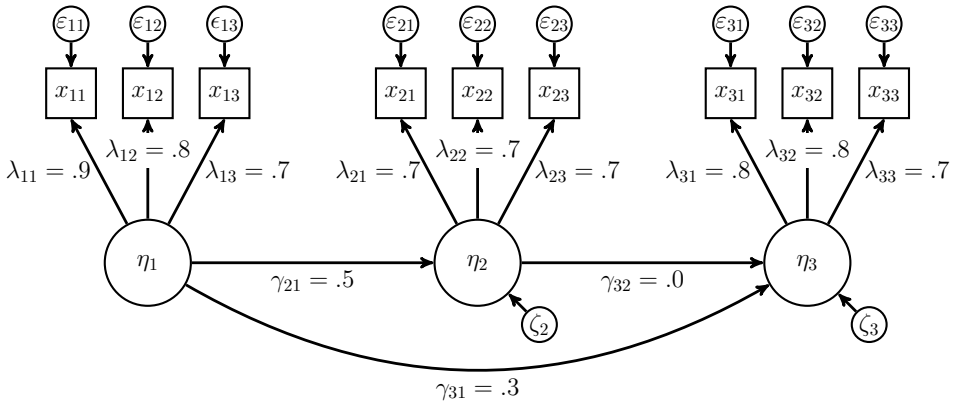 ε₁₁ ε₁₂ ϵ₁₃ ε₂₁ ε₂₂ ε₂₃ ε₃₁ ε₃₂ ε₃₃
x₁₁ x₁₂ x₁₃ x₂₁ x₂₂ x₂₃ x₃₁ x₃₂ x₃₃
λ₁₂ = .8 λ₂₂ = .7 λ₃₂ = .8
λ₁₁ = .9 λ₁₃ = .7 λ₂₁ = .7 λ₂₃ = .7 λ₃₁ = .8 λ₃₃ = .7
η₁ η₂ η₃
γ₂₁ = .5 γ₃₂ = .0
ζ₂ ζ₃
γ₃₁ = .3